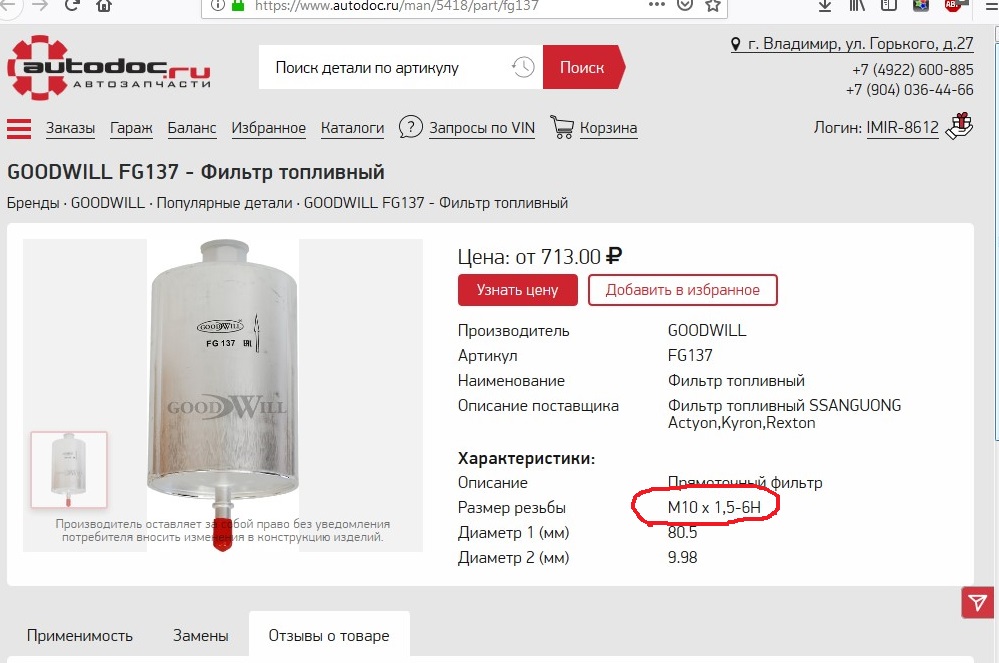 https://www.autodoc.ru/man/5418/part/fg137
autodoc.ru
АВТОЗАПЧАСТИ
Поиск детали по артикулу
Поиск
г. Владимир, ул. Горького, д.27
+7 (4922) 600-885
+7 (904) 036-44-66
Заказы Гараж Баланс Избранное Каталоги ? Запросы по VIN Корзина
Логин: IMIR-8612
GOODWILL FG137 - Фильтр топливный
Бренды · GOODWILL · Популярные детали · GOODWILL FG137 - Фильтр топливный
GOODWILL
FG 137 EAC
GOODWILL
Производитель оставляет за собой право без уведомления
потребителя вносить изменения в конструкцию изделий.
Цена: от 713.00 ₽
Узнать цену Добавить в избранное
Производитель GOODWILL
Артикул FG137
Наименование Фильтр топливный
Описание поставщика Фильтр топливный SSANGUONG
Actyon,Kyron,Rexton
Характеристики:
Описание Прямоточный фильтр
Размер резьбы M10 x 1,5-6H
Диаметр 1 (мм) 80.5
Диаметр 2 (мм) 9.98
Применимость Замены Отзывы о товаре